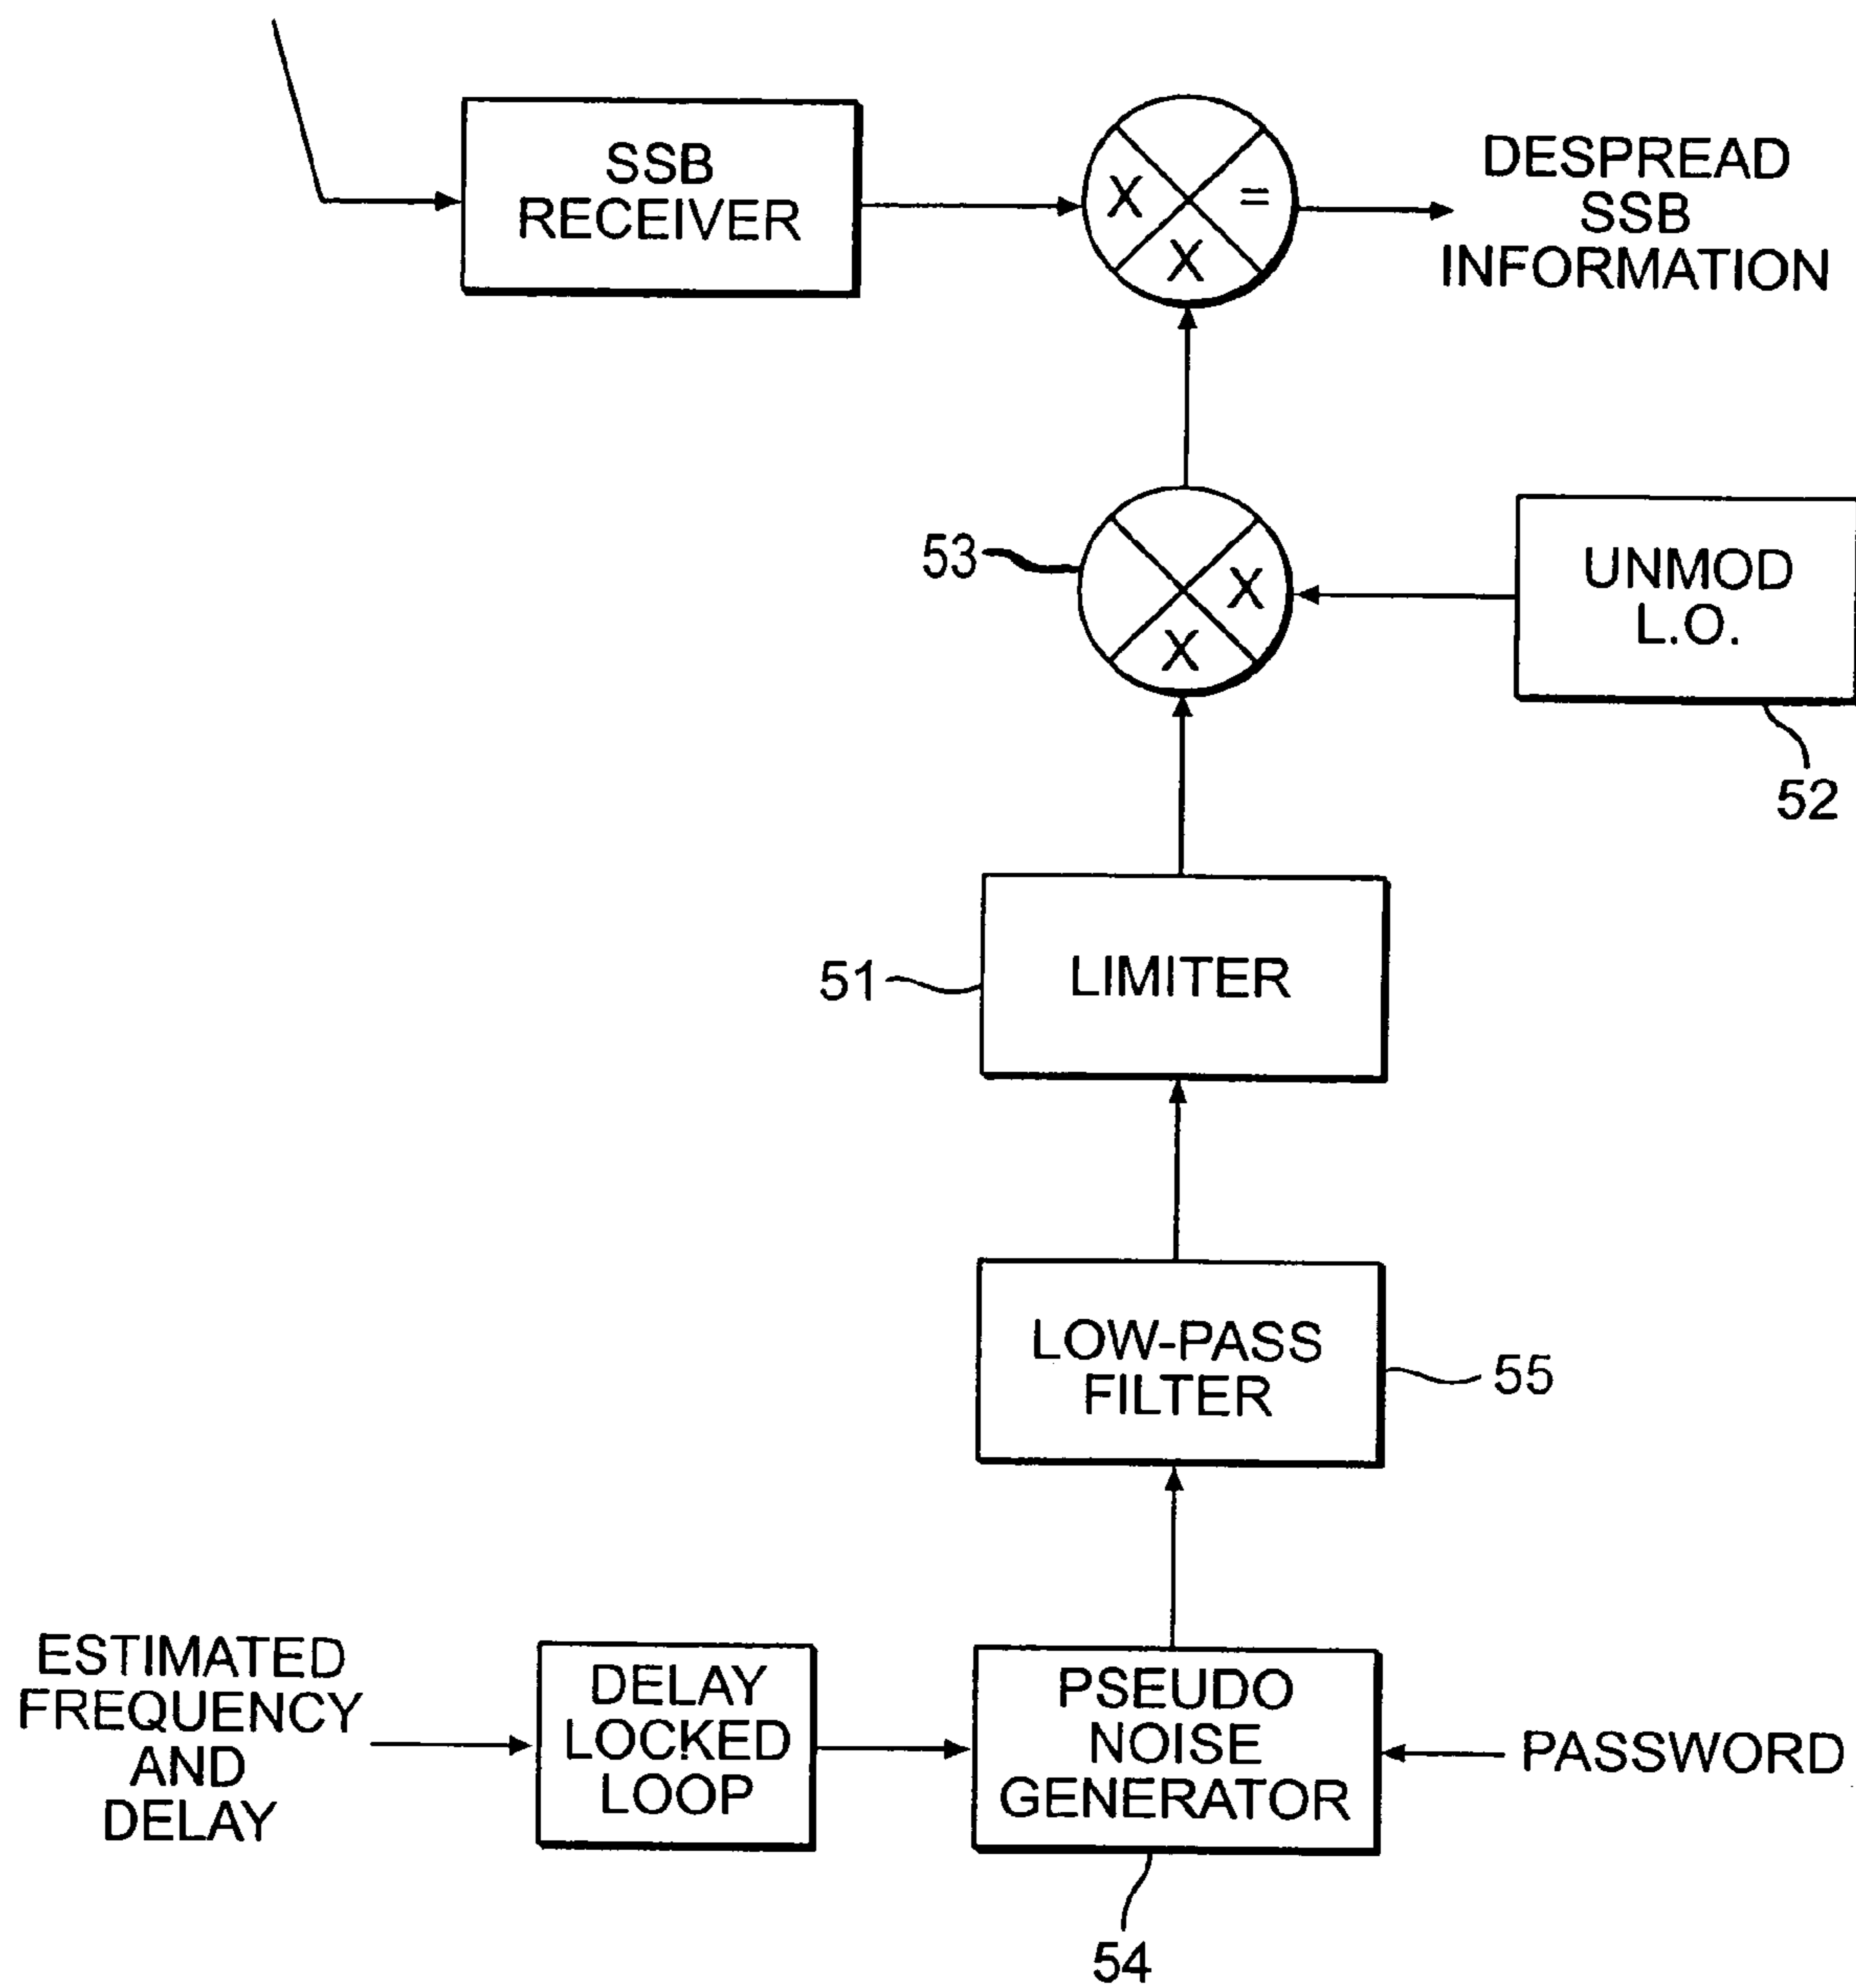 SSB
RECEIVER
X
=
X
DESPREAD
SSB
INFORMATION
53
X
X
UNMOD
L.O.
52
51
LIMITER
LOW-PASS
FILTER
55
ESTIMATED
FREQUENCY
AND
DELAY
DELAY
LOCKED
LOOP
PSEUDO
NOISE
GENERATOR
PASSWORD
54